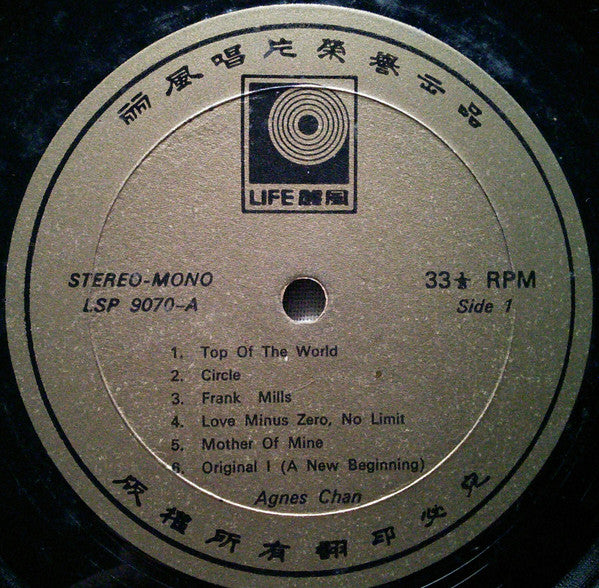 丽風唱片榮譽出品
LIFE 麗風
STEREO-MONO
LSP 9070-A
33⅓ RPM
Side 1
1. Top Of The World
2. Circle
3. Frank Mills
4. Love Minus Zero, No Limit
5. Mother Of Mine
6. Original I (A New Beginning)
Agnes Chan
版權所有翻印必究